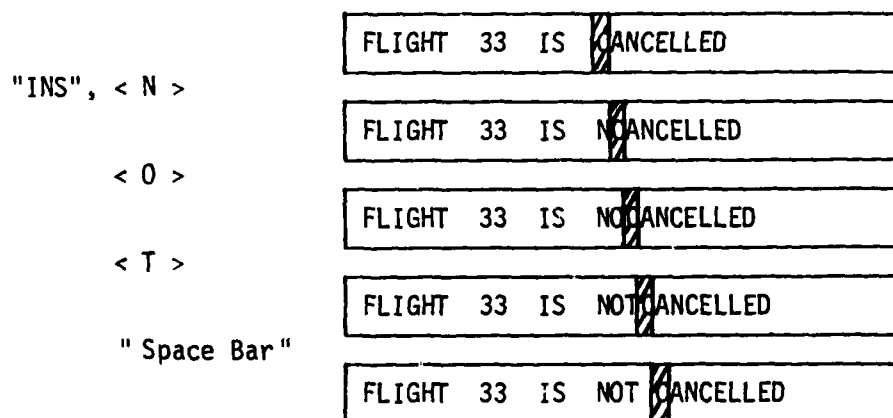 FLIGHT 33 IS CANCELLED
"INS", < N >
FLIGHT 33 IS NCANCELLED
< O >
FLIGHT 33 IS NOCANCELLED
< T >
FLIGHT 33 IS NOTCANCELLED
"Space Bar"
FLIGHT 33 IS NOT CANCELLED